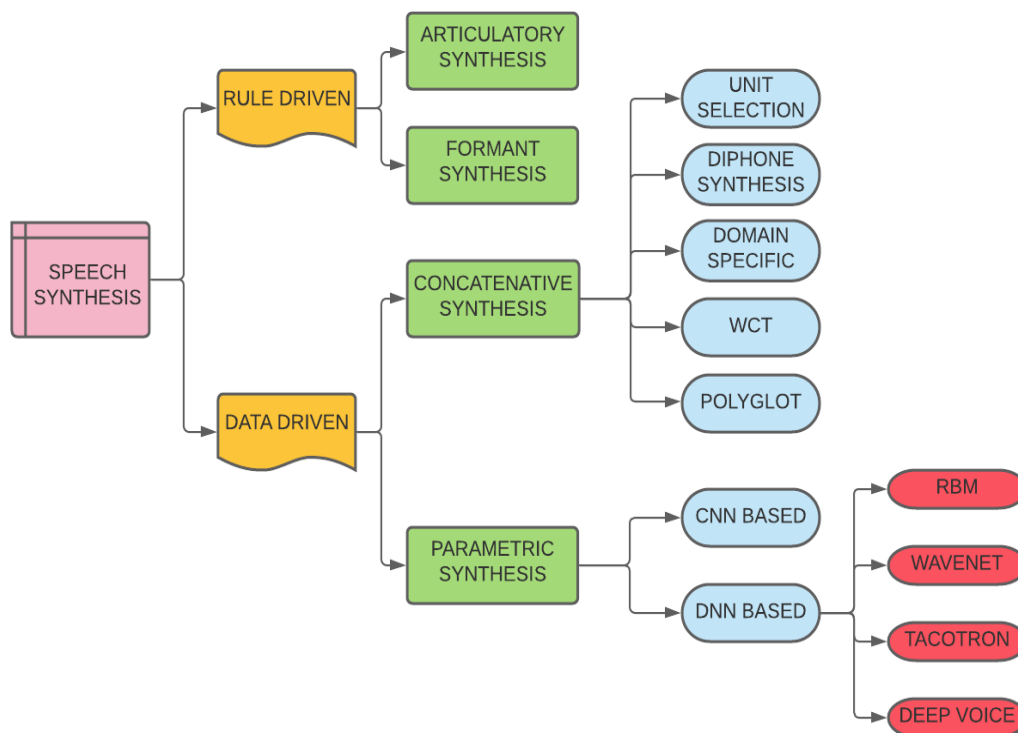 ARTICULATORY
SYNTHESIS
RULE DRIVEN
FORMANT
SYNTHESIS
UNIT
SELECTION
DIPHONE
SYNTHESIS
DOMAIN
SPECIFIC
SPEECH
SYNTHESIS
CONCATENATIVE
SYNTHESIS
WCT
POLYGLOT
DATA DRIVEN
PARAMETRIC
SYNTHESIS
CNN BASED
DNN BASED
RBM
WAVENET
TACOTRON
DEEP VOICE